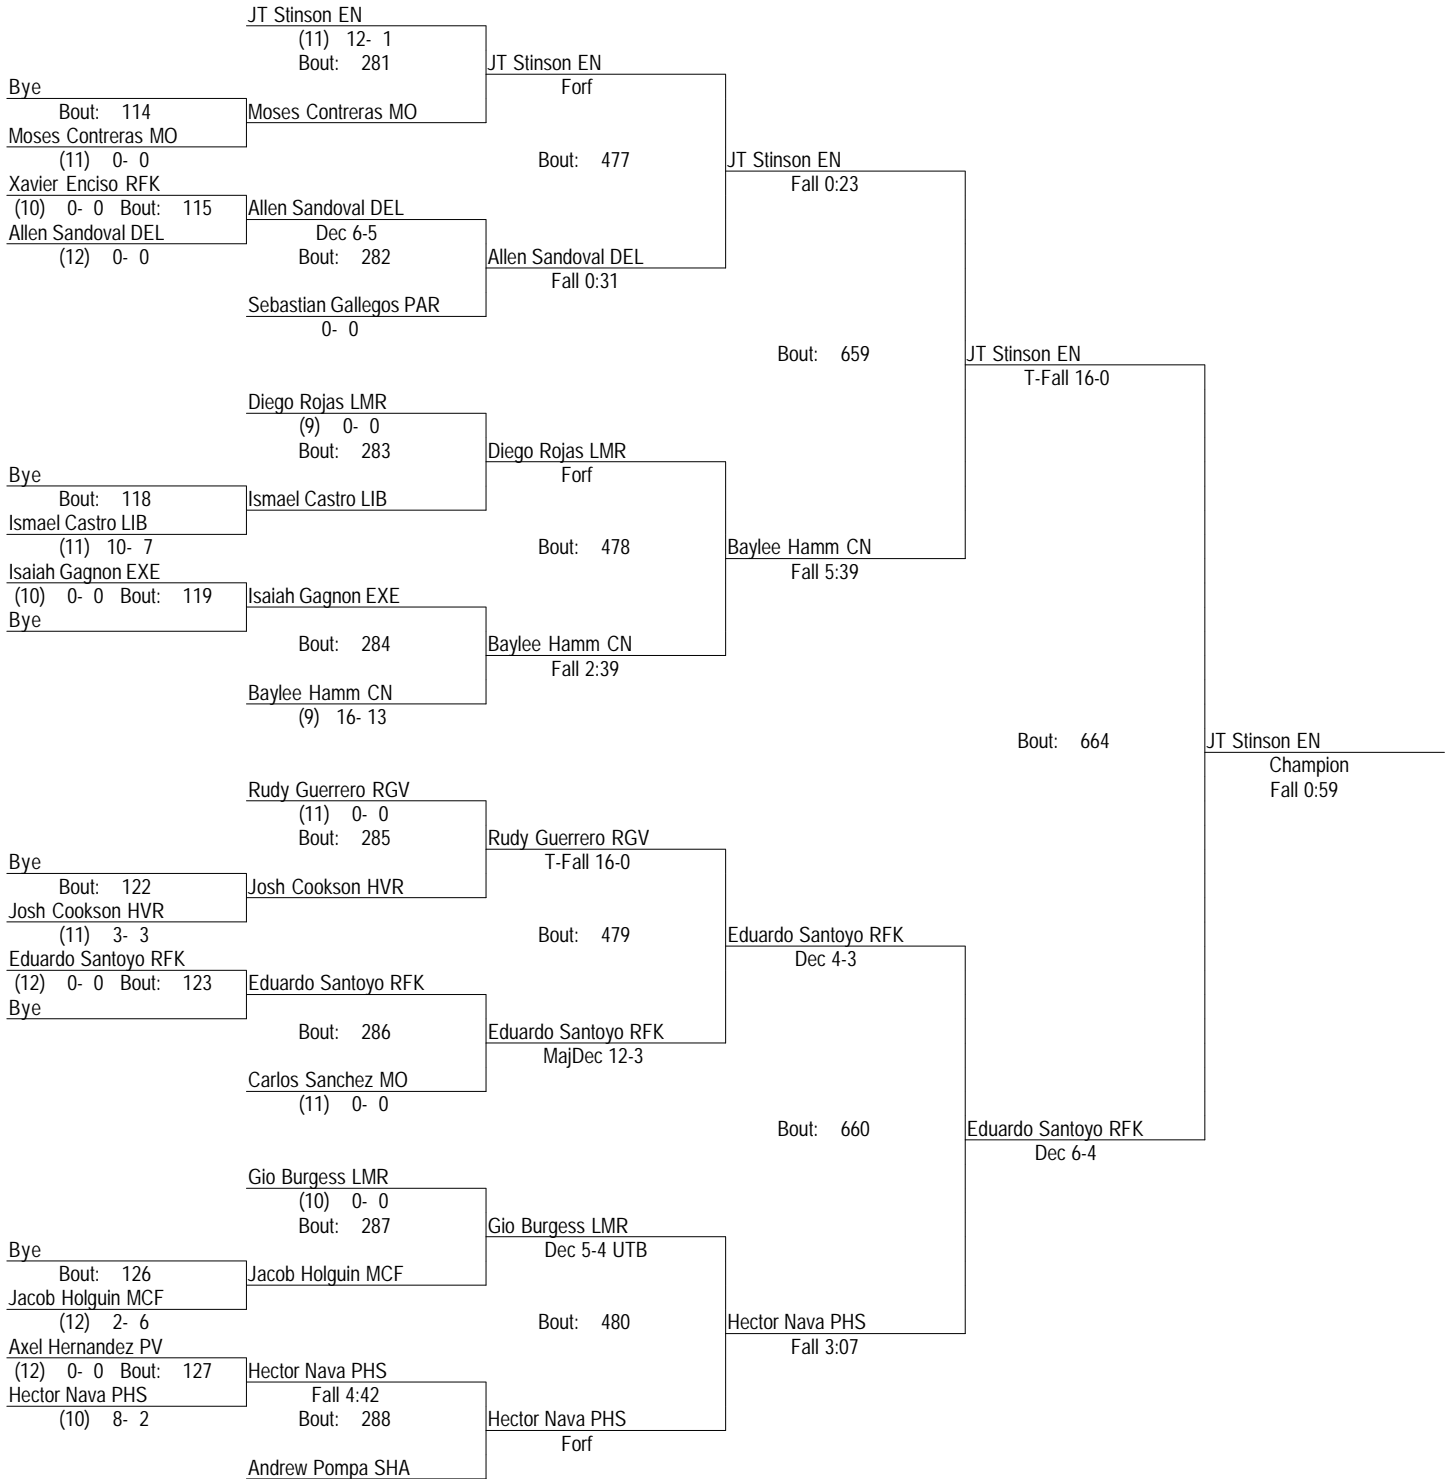 JT Stinson EN
(11) 12- 1
Bout: 281
JT Stinson EN
Forf
Bye
Bout: 114
Moses Contreras MO
Moses Contreras MO
(11) 0- 0
Bout: 477
JT Stinson EN
Fall 0:23
Xavier Enciso RFK
(10) 0- 0 Bout: 115
Allen Sandoval DEL
Allen Sandoval DEL
Dec 6-5
(12) 0- 0
Bout: 282
Allen Sandoval DEL
Fall 0:31
Sebastian Gallegos PAR
0- 0
Bout: 659
JT Stinson EN
T-Fall 16-0
Diego Rojas LMR
(9) 0- 0
Bout: 283
Diego Rojas LMR
Forf
Bye
Bout: 118
Ismael Castro LIB
Ismael Castro LIB
(11) 10- 7
Bout: 478
Baylee Hamm CN
Fall 5:39
Isaiah Gagnon EXE
(10) 0- 0 Bout: 119
Isaiah Gagnon EXE
Bye
Bout: 284
Baylee Hamm CN
Fall 2:39
Baylee Hamm CN
(9) 16- 13
Bout: 664
JT Stinson EN
Champion
Fall 0:59
Rudy Guerrero RGV
(11) 0- 0
Bout: 285
Rudy Guerrero RGV
T-Fall 16-0
Bye
Bout: 122
Josh Cookson HVR
Josh Cookson HVR
(11) 3- 3
Bout: 479
Eduardo Santoyo RFK
Dec 4-3
Eduardo Santoyo RFK
(12) 0- 0 Bout: 123
Eduardo Santoyo RFK
Bye
Bout: 286
Eduardo Santoyo RFK
MajDec 12-3
Carlos Sanchez MO
(11) 0- 0
Bout: 660
Eduardo Santoyo RFK
Dec 6-4
Gio Burgess LMR
(10) 0- 0
Bout: 287
Gio Burgess LMR
Dec 5-4 UTB
Bye
Bout: 126
Jacob Holguin MCF
Jacob Holguin MCF
(12) 2- 6
Bout: 480
Hector Nava PHS
Fall 3:07
Axel Hernandez PV
(12) 0- 0 Bout: 127
Hector Nava PHS
Hector Nava PHS
Fall 4:42
(10) 8- 2
Bout: 288
Hector Nava PHS
Forf
Andrew Pompa SHA